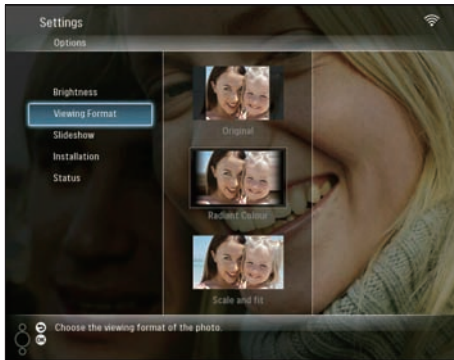 Settings
Options
Brightness
Viewing Format
Slideshow
Installation
Status
Original
Radiant Colour
Scale and fit
Choose the viewing format of the photo.
OK